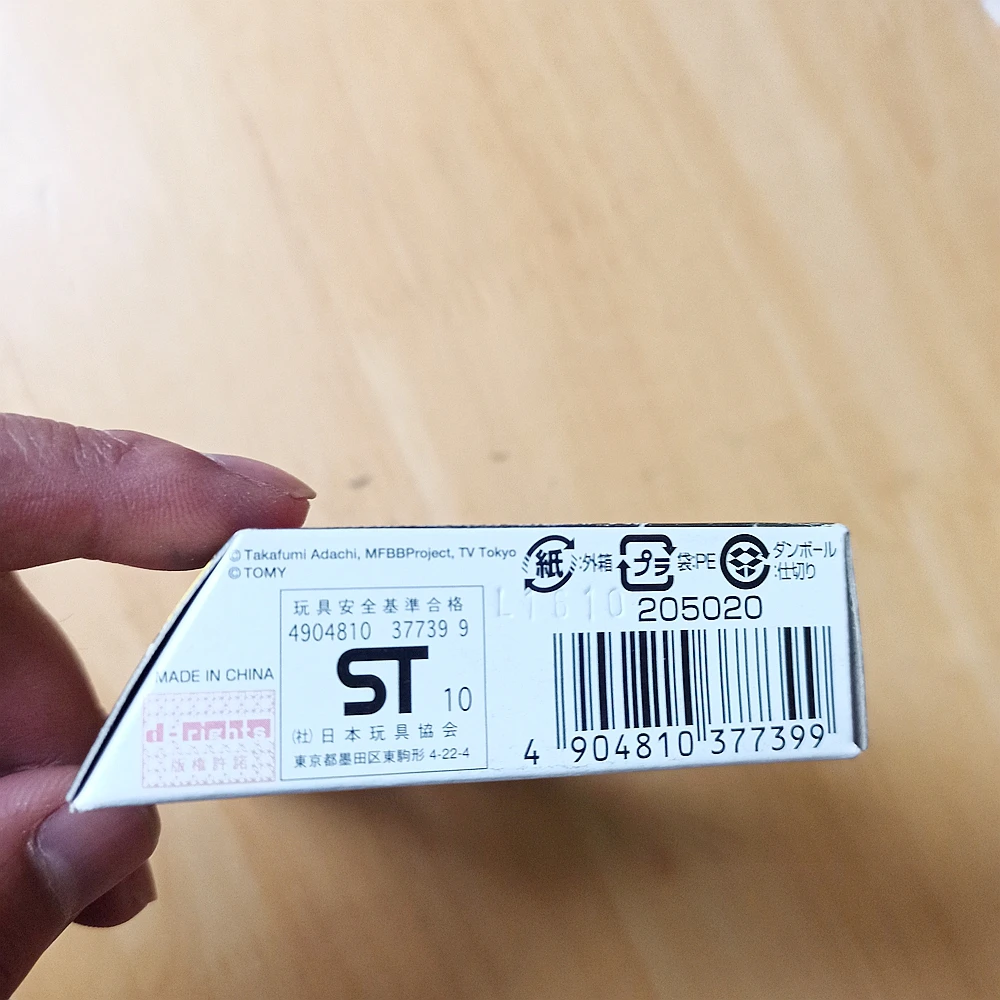 ©Takafumi Adachi, MFBBProject, TV Tokyo
©TOMY
紙 :外箱
プラ 袋:PE
ダンボール
:仕切り
205020
玩具安全基準合格
4904810 37739 9
ST 10
(社)日本玩具協会
東京都墨田区東駒形 4-22-4
MADE IN CHINA
d-rights
版権許諾
4 904810 377399